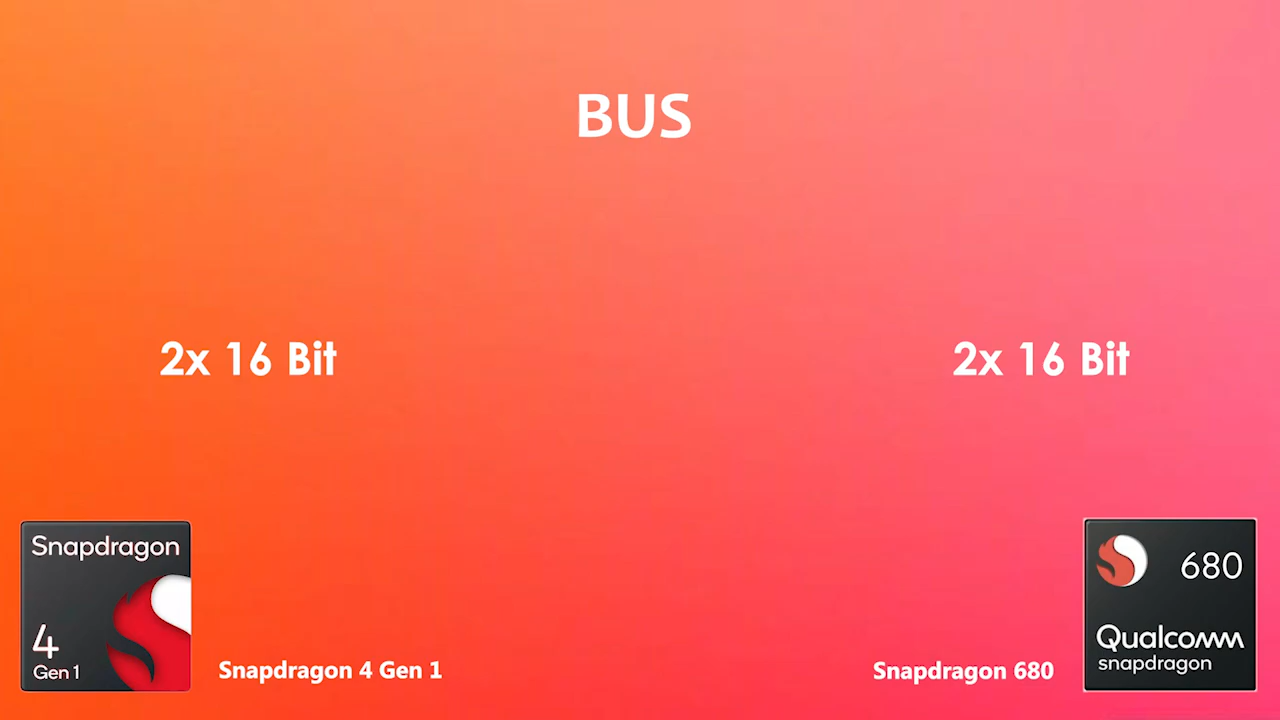 BUS
2x 16 Bit
2x 16 Bit
Snapdragon
4
Gen 1
Snapdragon 4 Gen 1
Snapdragon 680
680
Qualcomm
snapdragon